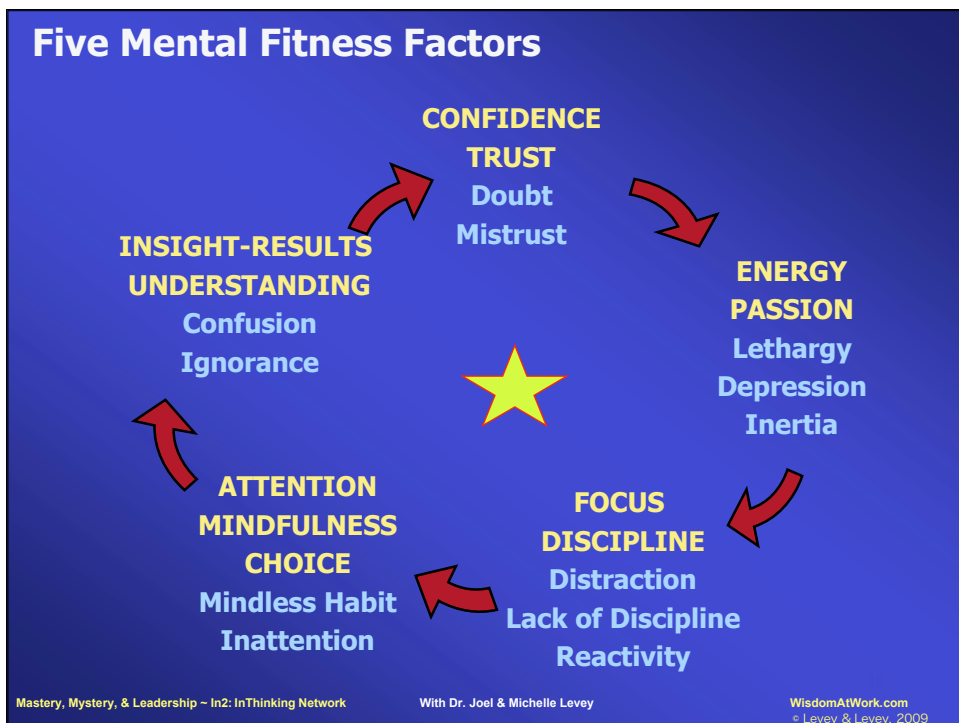 Five Mental Fitness Factors
CONFIDENCE
TRUST
Doubt
Mistrust
ENERGY
PASSION
Lethargy
Depression
Inertia
FOCUS
DISCIPLINE
Distraction
Lack of Discipline
Reactivity
ATTENTION
MINDFULNESS
CHOICE
Mindless Habit
Inattention
INSIGHT-RESULTS
UNDERSTANDING
Confusion
Ignorance
Mastery, Mystery, & Leadership ~ In2: InThinking Network
With Dr. Joel & Michelle Levey
WisdomAtWork.com
© Levey & Levey, 2009